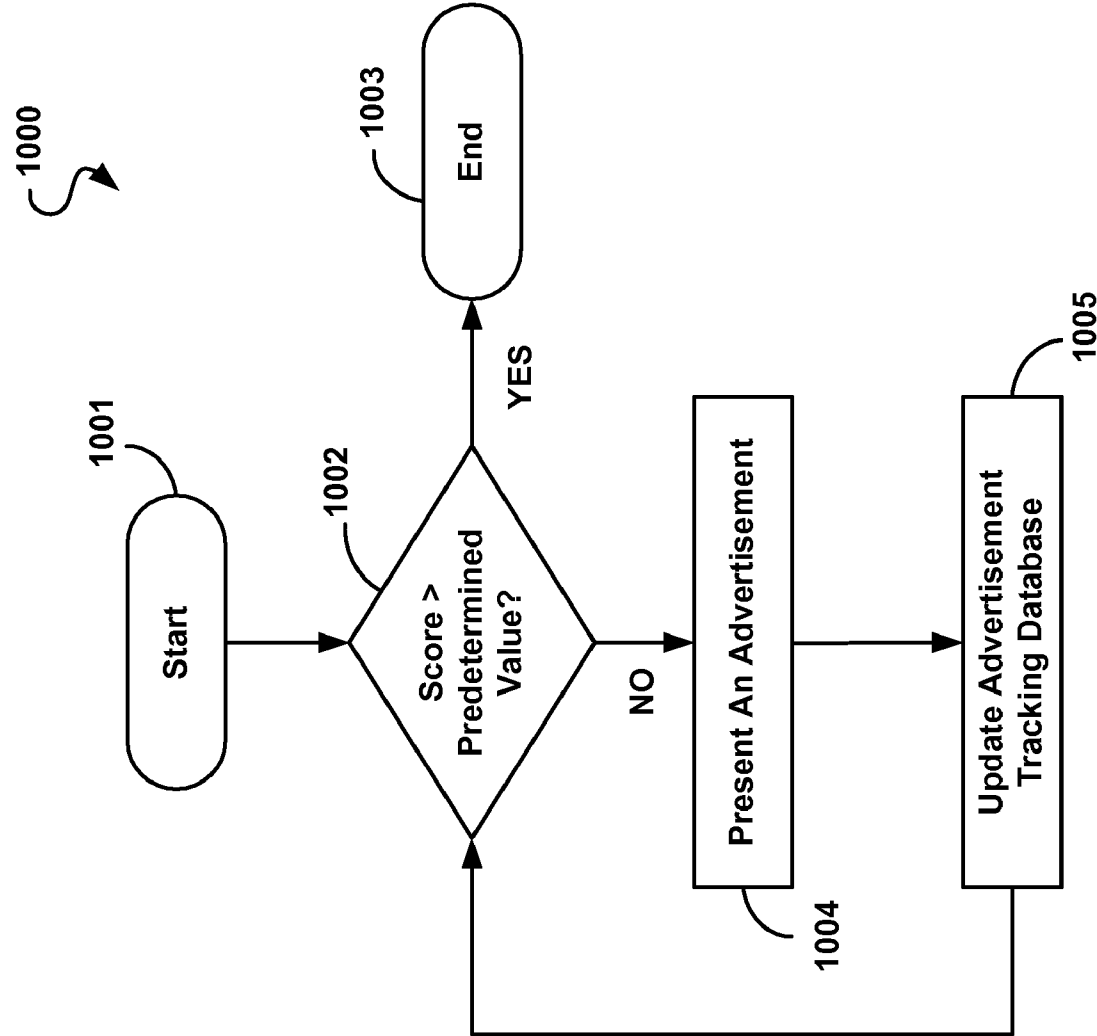 1000
Start
1001
Score >
Predetermined
Value?
1002
YES
End
1003
NO
Present An Advertisement
1004
Update Advertisement
Tracking Database
1005